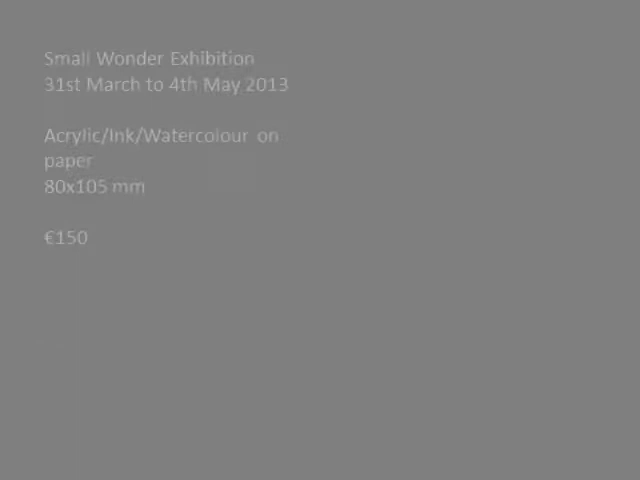 Small Wonder Exhibition
31st March to 4th May 2013
Acrylic/Ink/Watercolour on
paper
80x105 mm
€150